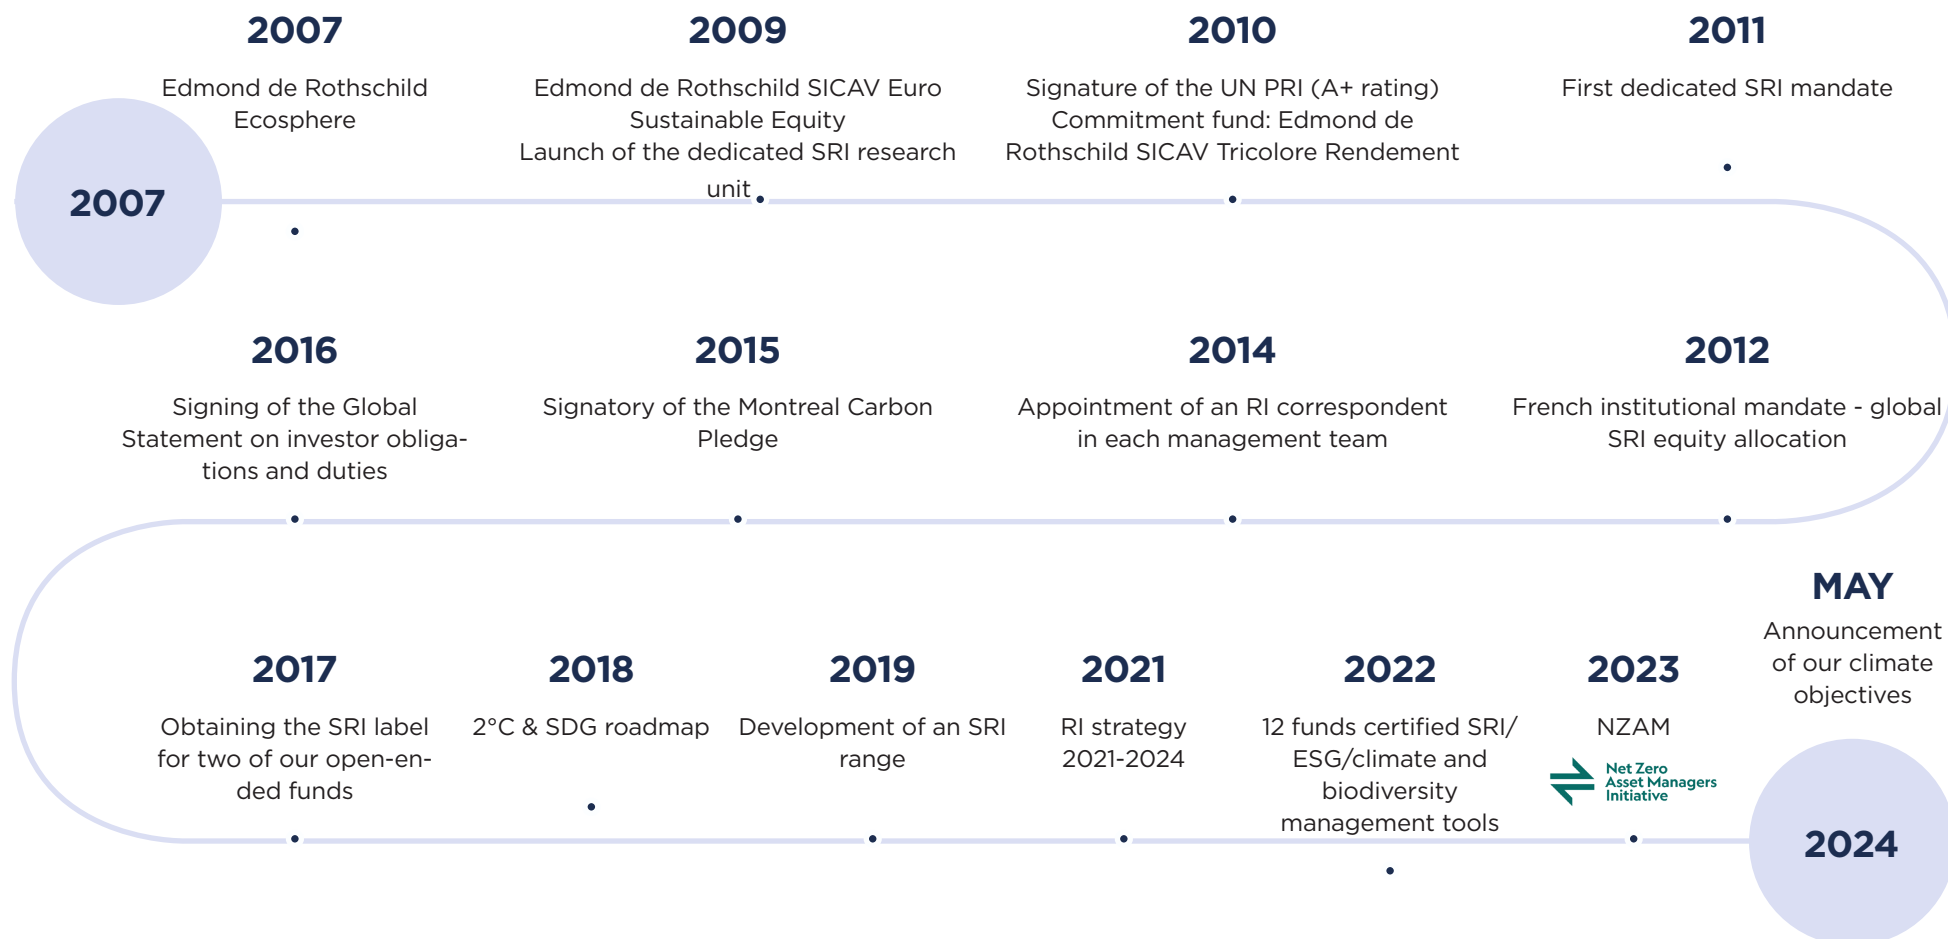 2007
Edmond de Rothschild
Ecosphere
2009
Edmond de Rothschild SICAV Euro
Sustainable Equity
Launch of the dedicated SRI research
unit
2010
Signature of the UN PRI (A+ rating)
Commitment fund: Edmond de
Rothschild SICAV Tricolore Rendement
2011
First dedicated SRI mandate
2007
2012
French institutional mandate - global
SRI equity allocation
2014
Appointment of an RI correspondent
in each management team
2015
Signatory of the Montreal Carbon
Pledge
2016
Signing of the Global
Statement on investor obliga-
tions and duties
2017
Obtaining the SRI label
for two of our open-en-
ded funds
2018
2°C & SDG roadmap
2019
Development of an SRI
range
2021
RI strategy
2021-2024
2022
12 funds certified SRI/
ESG/climate and
biodiversity
management tools
2023
NZAM
Net Zero
Asset Managers
Initiative
MAY
Announcement
of our climate
objectives
2024